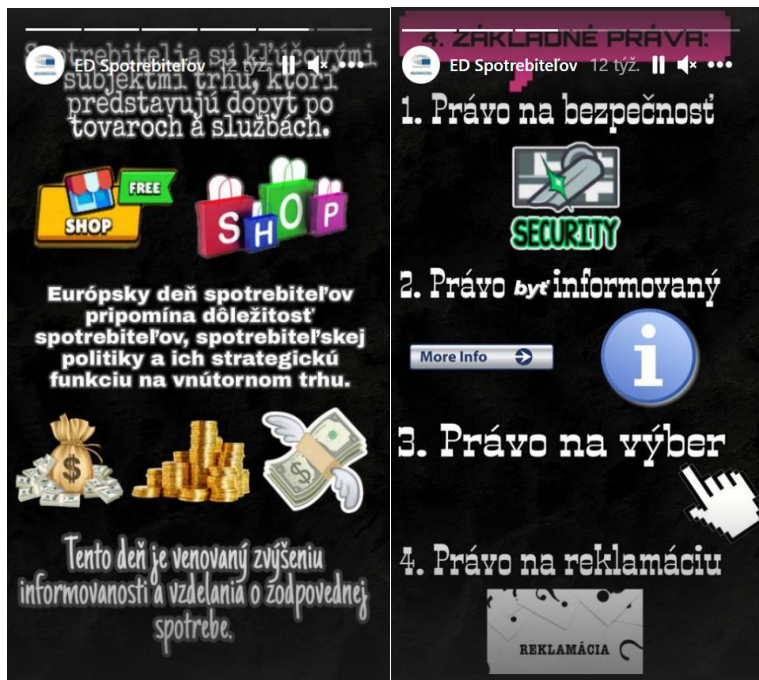 Spotrebitelia sú kľúčovými
ED Spotrebiteľov 12 týž.
subjektmi trhu, ktorí
predstavujú dopyt po
tovaroch a službách.
FREE
SHOP
SHOP
Európsky deň spotrebiteľov
pripomína dôležitosť
spotrebiteľov, spotrebiteľskej
politiky a ich strategickú
funkciu na vnútornom trhu.
$
Tento deň je venovaný zvýšeniu
informovanosti a vzdelania o zodpovednej
spotrebe.
4. ZÁKLADNÉ PRÁVA:
ED Spotrebiteľov 12 týž.
1. Právo na bezpečnosť
SECURITY
2. Právo byť informovaný
More Info
i
3. Právo na výber
4. Právo na reklamáciu
REKLAMÁCIA